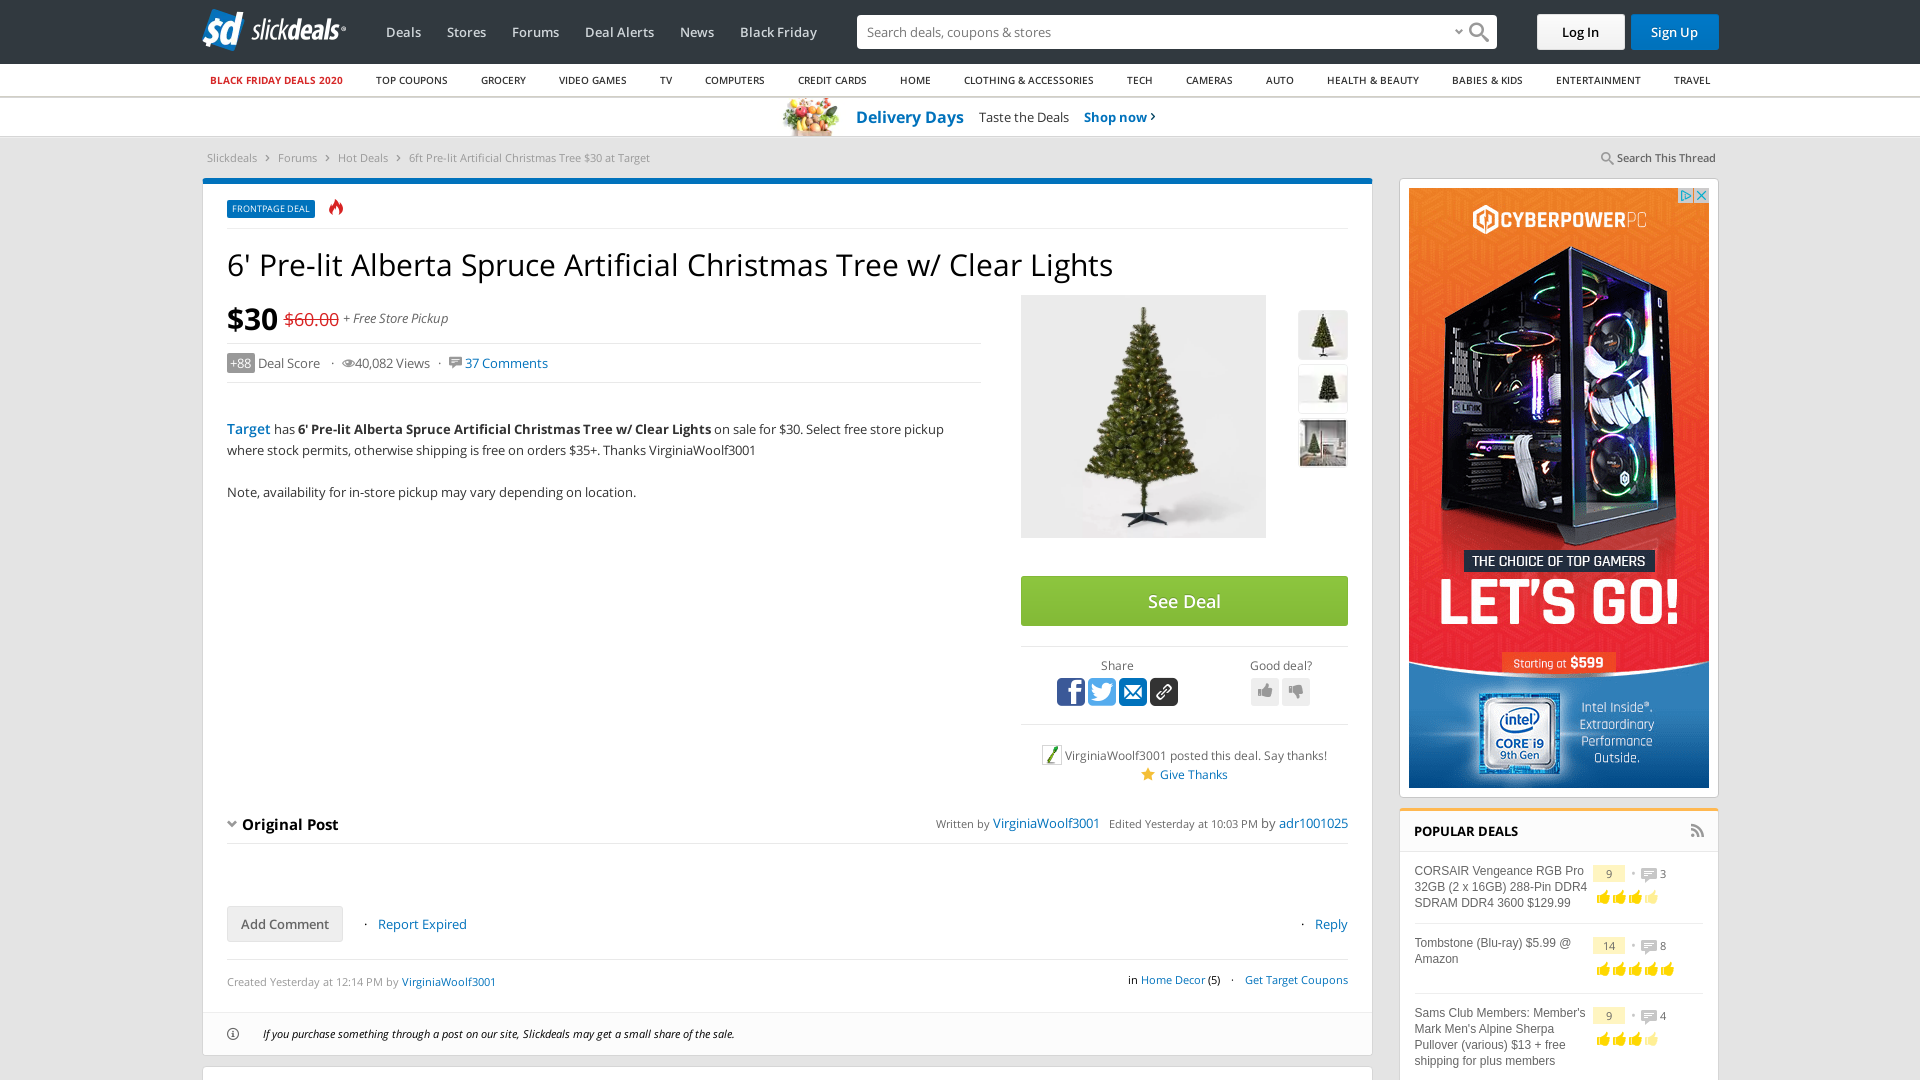 slickdeals
Deals
Stores
Forums
Deal Alerts
News
Black Friday
Search deals, coupons & stores
Log In
Sign Up
BLACK FRIDAY DEALS 2020
TOP COUPONS
GROCERY
VIDEO GAMES
TV
COMPUTERS
CREDIT CARDS
HOME
CLOTHING & ACCESSORIES
TECH
CAMERAS
AUTO
HEALTH & BEAUTY
BABIES & KIDS
ENTERTAINMENT
TRAVEL
Delivery Days Taste the Deals Shop now ›
Slickdeals › Forums › Hot Deals › 6ft Pre-lit Artificial Christmas Tree $30 at Target
Search This Thread
FRONTPAGE DEAL
6' Pre-lit Alberta Spruce Artificial Christmas Tree w/ Clear Lights
$30 $60.00 + Free Store Pickup
+88 Deal Score · 40,082 Views · 37 Comments
Target has 6' Pre-lit Alberta Spruce Artificial Christmas Tree w/ Clear Lights on sale for $30. Select free store pickup
where stock permits, otherwise shipping is free on orders $35+. Thanks VirginiaWoolf3001
Note, availability for in-store pickup may vary depending on location.
See Deal
Share
Good deal?
VirginiaWoolf3001 posted this deal. Say thanks!
Give Thanks
Original Post
Written by VirginiaWoolf3001 Edited Yesterday at 10:03 PM by adr1001025
Add Comment
· Report Expired
· Reply
Created Yesterday at 12:14 PM by VirginiaWoolf3001
in Home Decor (5) · Get Target Coupons
If you purchase something through a post on our site, Slickdeals may get a small share of the sale.
CYBERPOWERPC
THE CHOICE OF TOP GAMERS
LET'S GO!
Starting at $599
intel
CORE i9
9th Gen
Intel Inside®.
Extraordinary
Performance
Outside.
POPULAR DEALS
CORSAIR Vengeance RGB Pro
32GB (2 x 16GB) 288-Pin DDR4
SDRAM DDR4 3600 $129.99
9 • 3
Tombstone (Blu-ray) $5.99 @
Amazon
14 • 8
Sams Club Members: Member's
Mark Men's Alpine Sherpa
Pullover (various) $13 + free
shipping for plus members
9 • 4